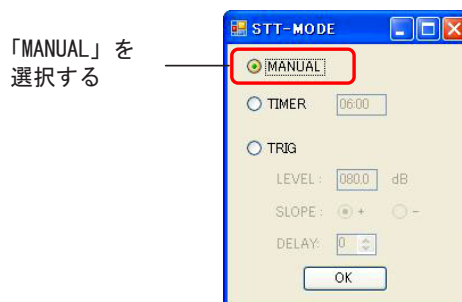 「MANUAL」を
選択する
STT-MODE
MANUAL
TIMER 06:00
TRIG
LEVEL : 080.0 dB
SLOPE : + -
DELAY: 0
OK